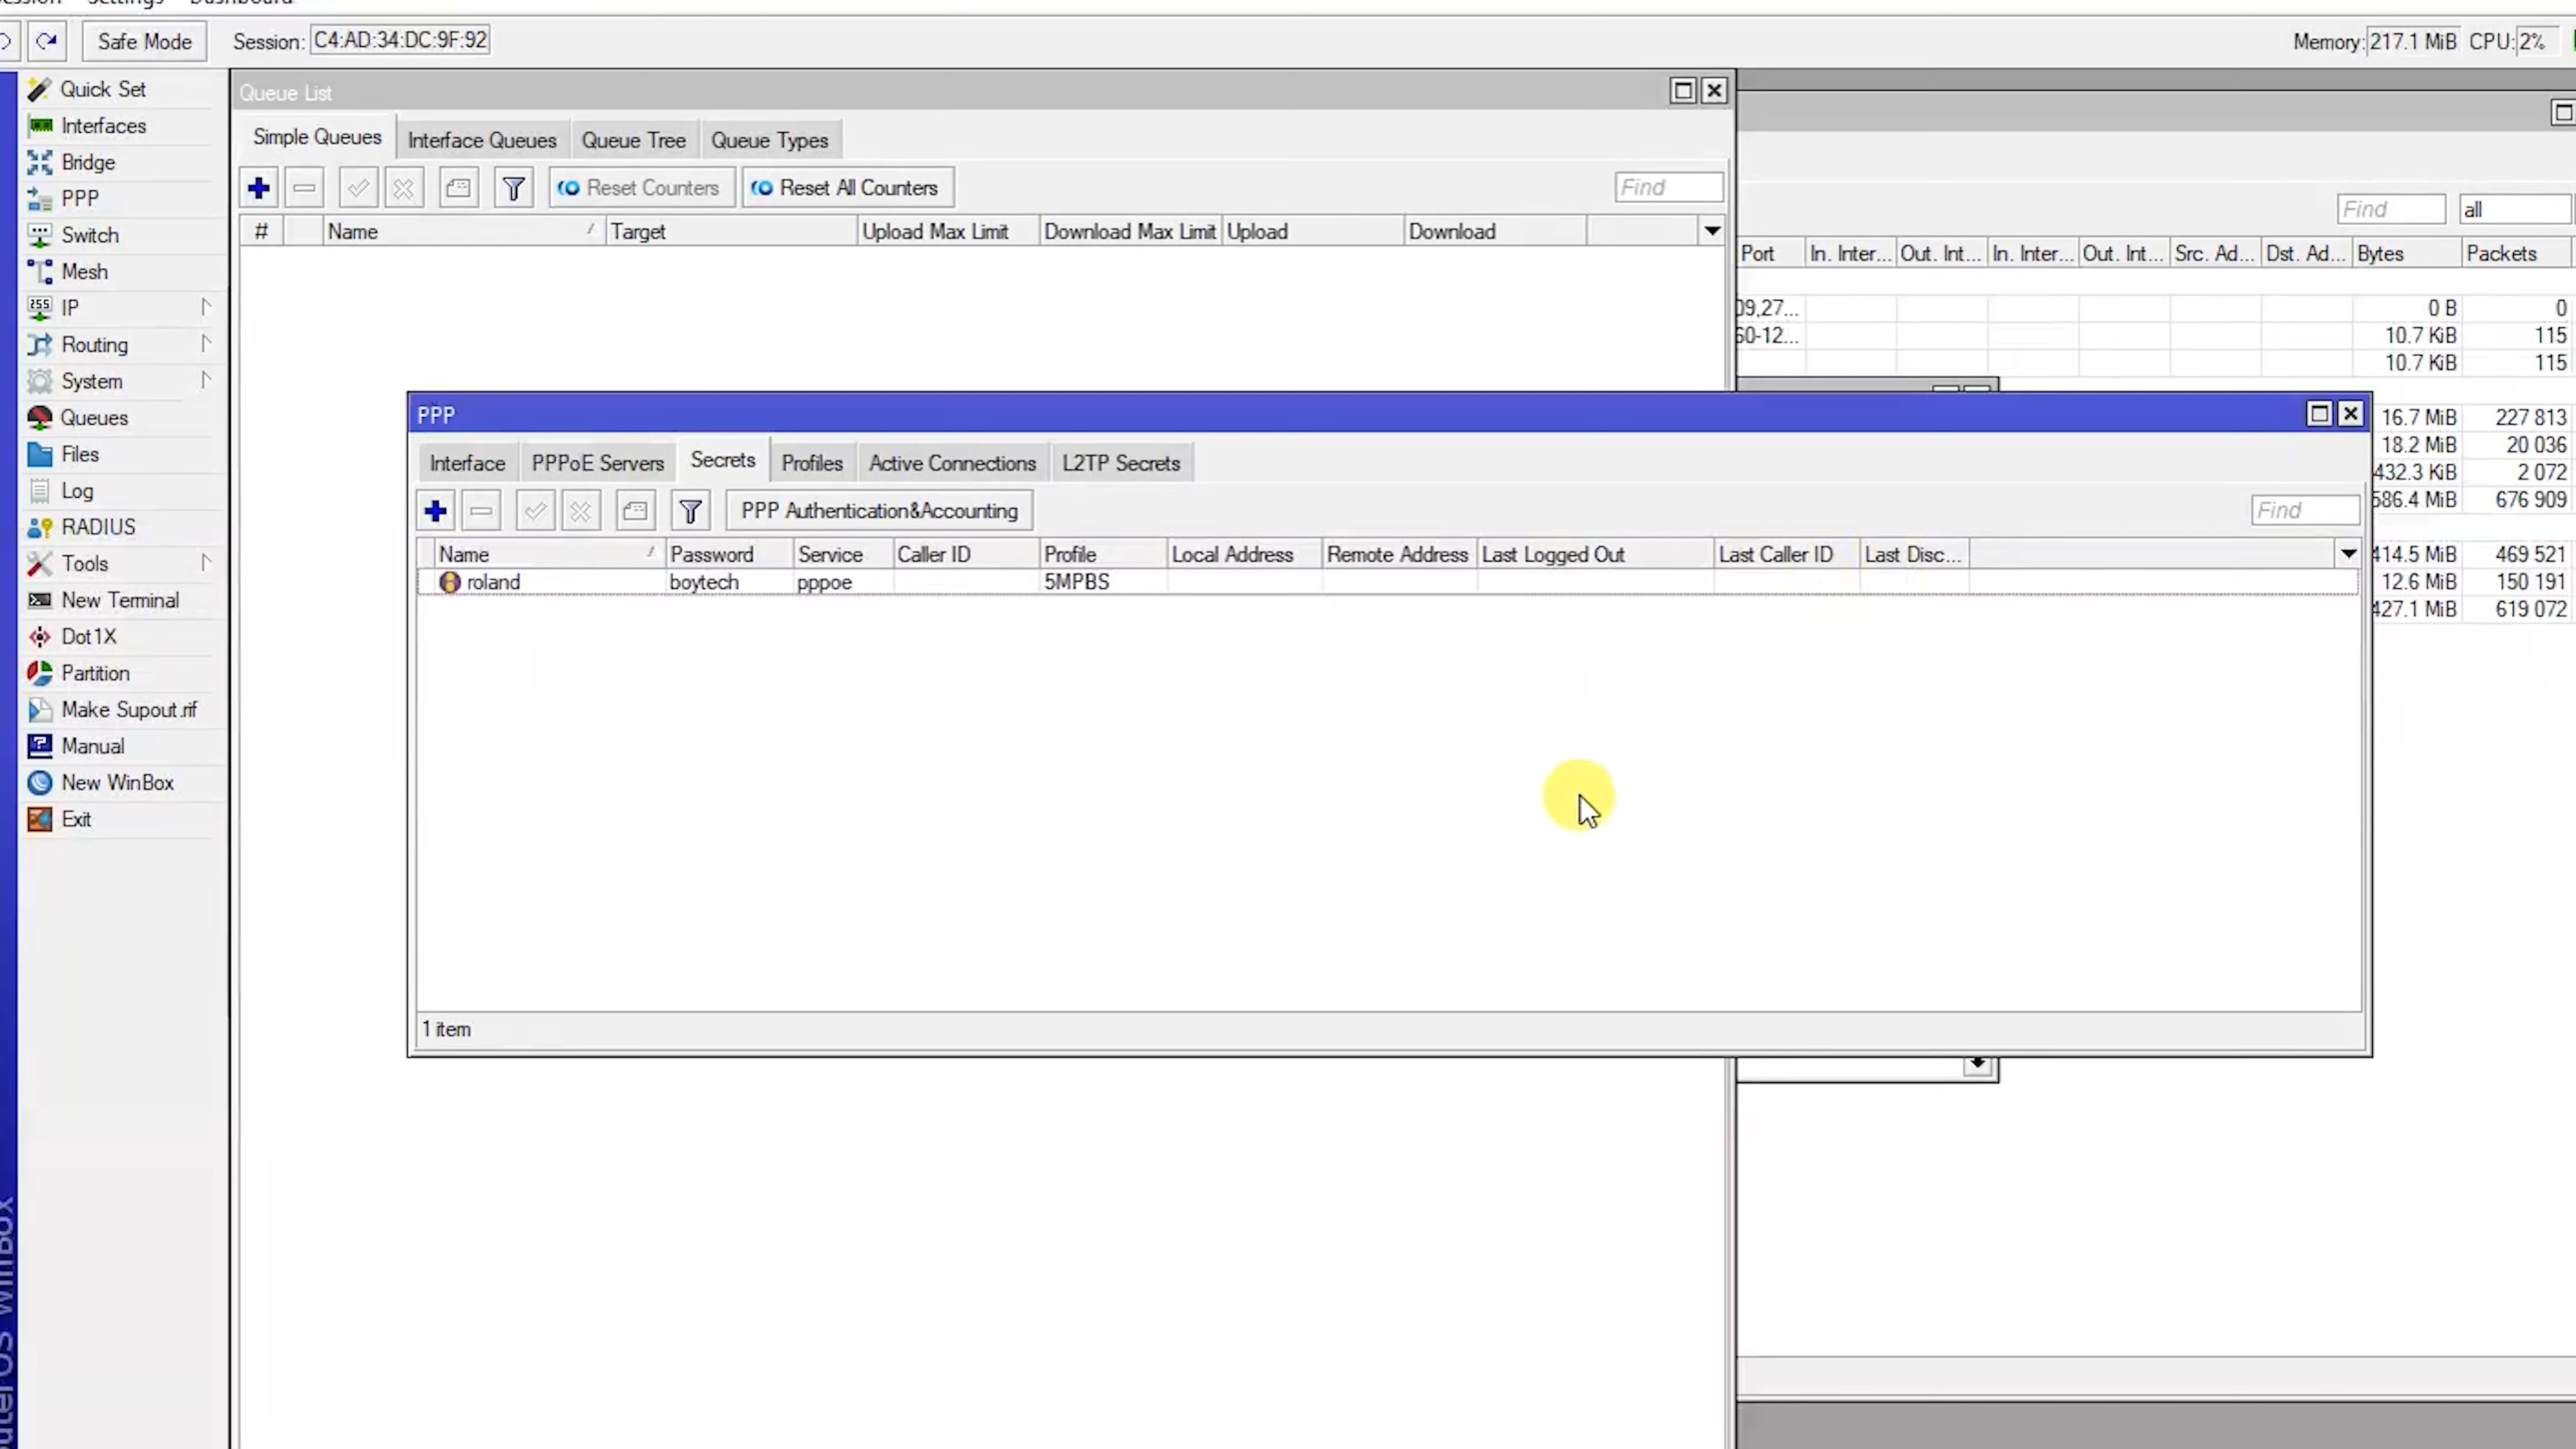 Safe Mode Session: C4:AD:34:DC:9F:92 Memory: 217.1 MiB CPU: 2%
Quick Set
Interfaces
Bridge
PPP
Switch
Mesh
IP
Routing
System
Queues
Files
Log
RADIUS
Tools
New Terminal
Dot1X
Partition
Make Supout.rif
Manual
New WinBox
Exit
Queue List
Simple Queues Interface Queues Queue Tree Queue Types
Reset Counters Reset All Counters Find
# Name Target Upload Max Limit Download Max Limit Upload Download
Find all
Port In. Inter... Out. Int... In. Inter... Out. Int... Src. Ad... Dst. Ad... Bytes Packets
09,27... 0 B 0
60-12... 10.7 KiB 115
10.7 KiB 115
16.7 MiB 227 813
18.2 MiB 20 036
432.3 KiB 2 072
586.4 MiB 676 909
414.5 MiB 469 521
12.6 MiB 150 191
427.1 MiB 619 072
PPP
Interface PPPoE Servers Secrets Profiles Active Connections L2TP Secrets
PPP Authentication&Accounting Find
Name Password Service Caller ID Profile Local Address Remote Address Last Logged Out Last Caller ID Last Disc...
roland boytech pppoe 5MPBS
1 item